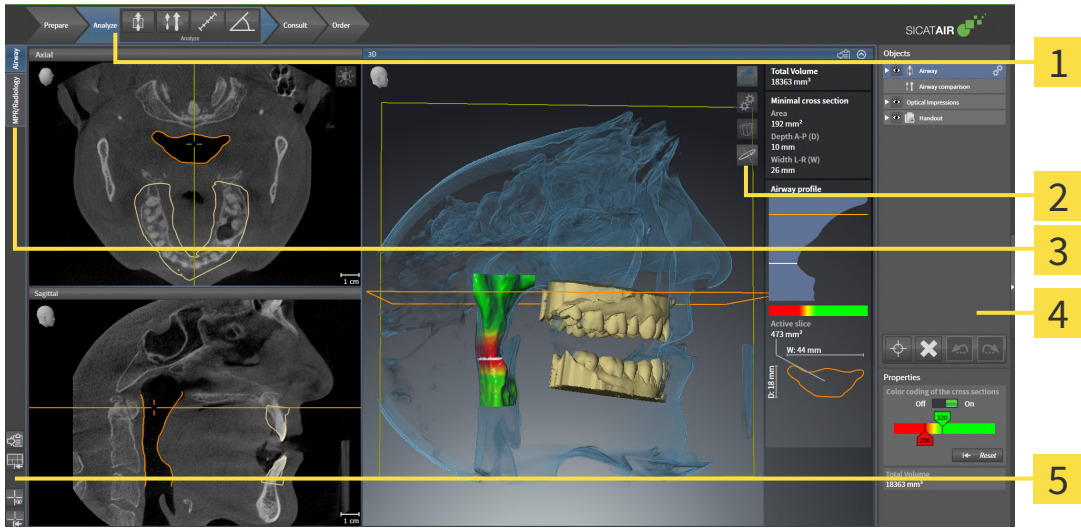 Prepare
Analyze
Analyze
Consult
Order
SICATAIR
Airway
MPR/Radiology
Axial
1 cm
Sagittal
1 cm
3D
Total Volume
18363 mm³
Minimal cross section
Area
192 mm²
Depth A-P (D)
10 mm
Width L-R (W)
26 mm
Airway profile
Active slice
473 mm²
W: 44 mm
D: 18 mm
Objects
Airway
Airway comparison
Optical Impressions
Handout
Properties
Color coding of the cross sections
Off
On
320
200
Reset
Total Volume
18363 mm³
1
2
3
4
5